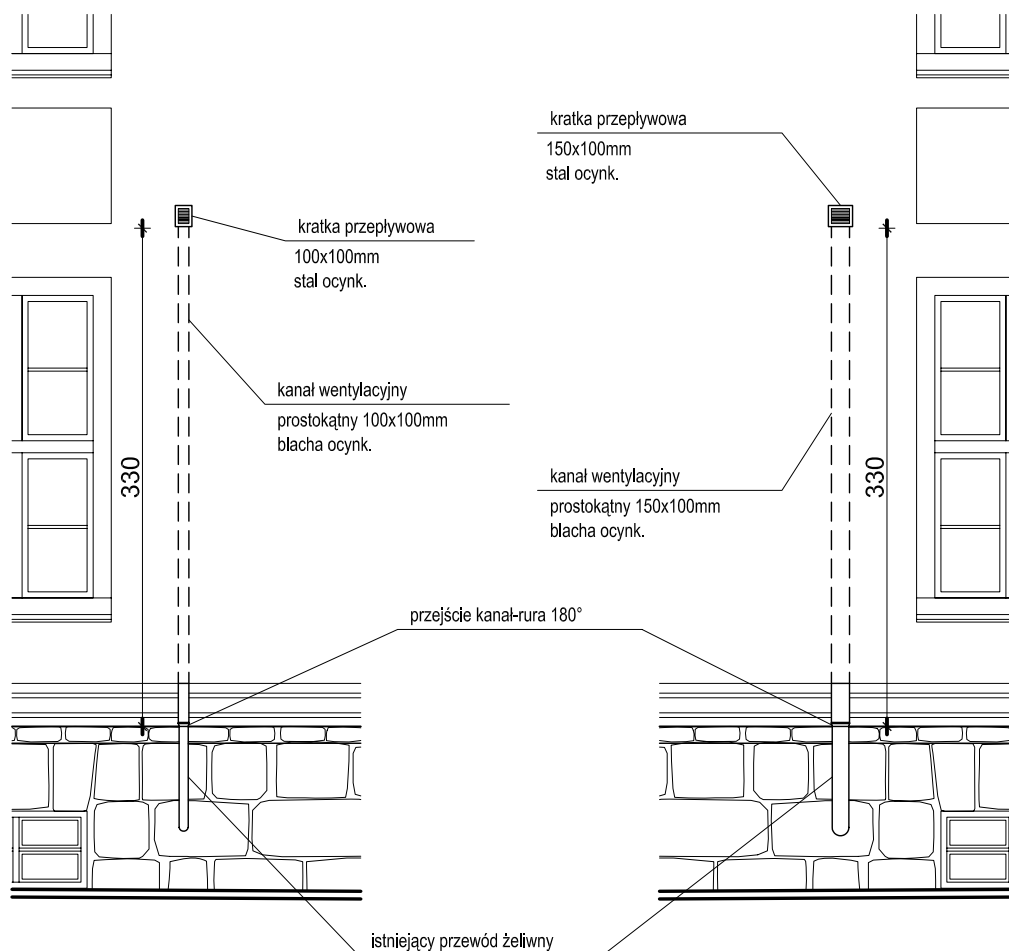 kratka przepływowa
150x100mm
stal ocynk.
kratka przepływowa
100x100mm
stal ocynk.
kanał wentylacyjny
prostokątny 100x100mm
blacha ocynk.
330
kanał wentylacyjny
prostokątny 150x100mm
blacha ocynk.
330
przejście kanał-rura 180°
istniejący przewód żeliwny